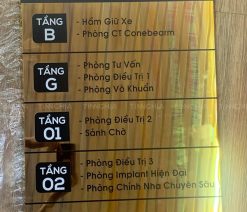 TẦNG
B
- Hầm Giữ Xe
- Phòng CT Conebearm
TẦNG
G
- Phòng Tư Vấn
- Phòng Điều Trị 1
- Phòng Vô Khuẩn
TẦNG
01
- Phòng Điều Trị 2
- Sảnh Chờ
TẦNG
02
- Phòng Điều Trị 3
- Phòng Implant Hiện Đại
- Phòng Chỉnh Nha Chuyên Sâu